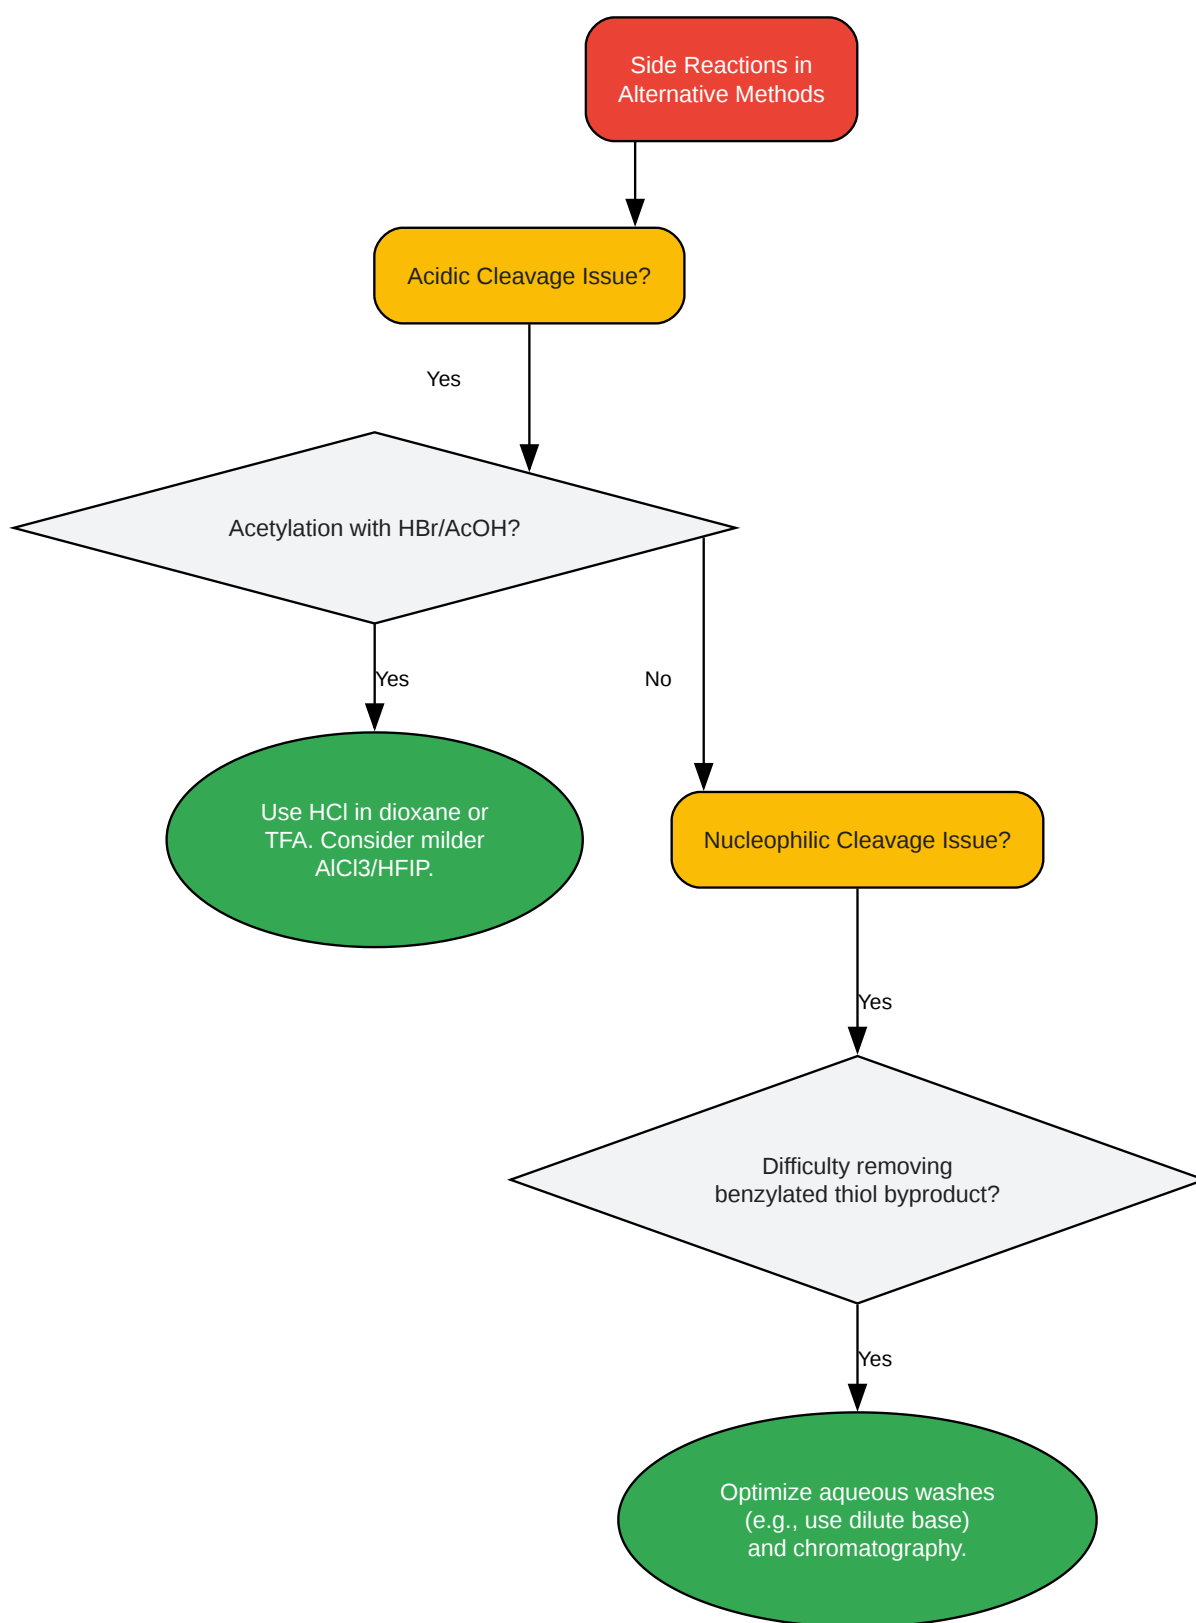 Side Reactions in
Alternative Methods
Acidic Cleavage Issue?
Yes
Acetylation with HBr/AcOH?
Yes
No
Use HCl in dioxane or
TFA. Consider milder
AlCl3/HFIP.
Nucleophilic Cleavage Issue?
Yes
Difficulty removing
benzylated thiol byproduct?
Yes
Optimize aqueous washes
(e.g., use dilute base)
and chromatography.